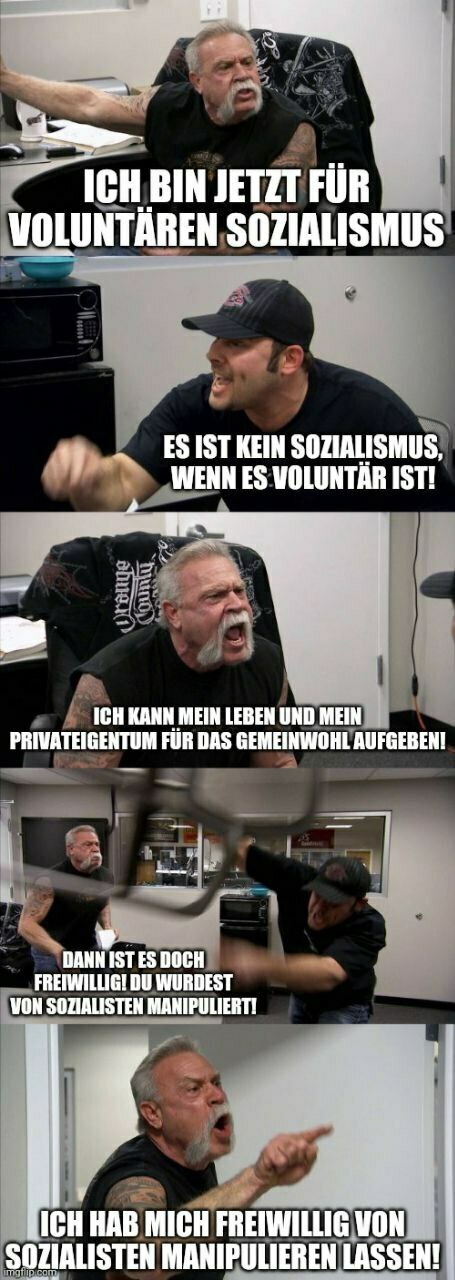 ICH BIN JETZT FÜR
VOLUNTÄREN SOZIALISMUS
ES IST KEIN SOZIALISMUS,
WENN ES VOLUNTÄR IST!
Orange
County
ICH KANN MEIN LEBEN UND MEIN
PRIVATEIGENTUM FÜR DAS GEMEINWOHL AUFGEBEN!
DANN IST ES DOCH
FREIWILLIG! DU WURDEST
VON SOZIALISTEN MANIPULIERT!
ICH HAB MICH FREIWILLIG VON
SOZIALISTEN MANIPULIEREN LASSEN!
imgflip.com